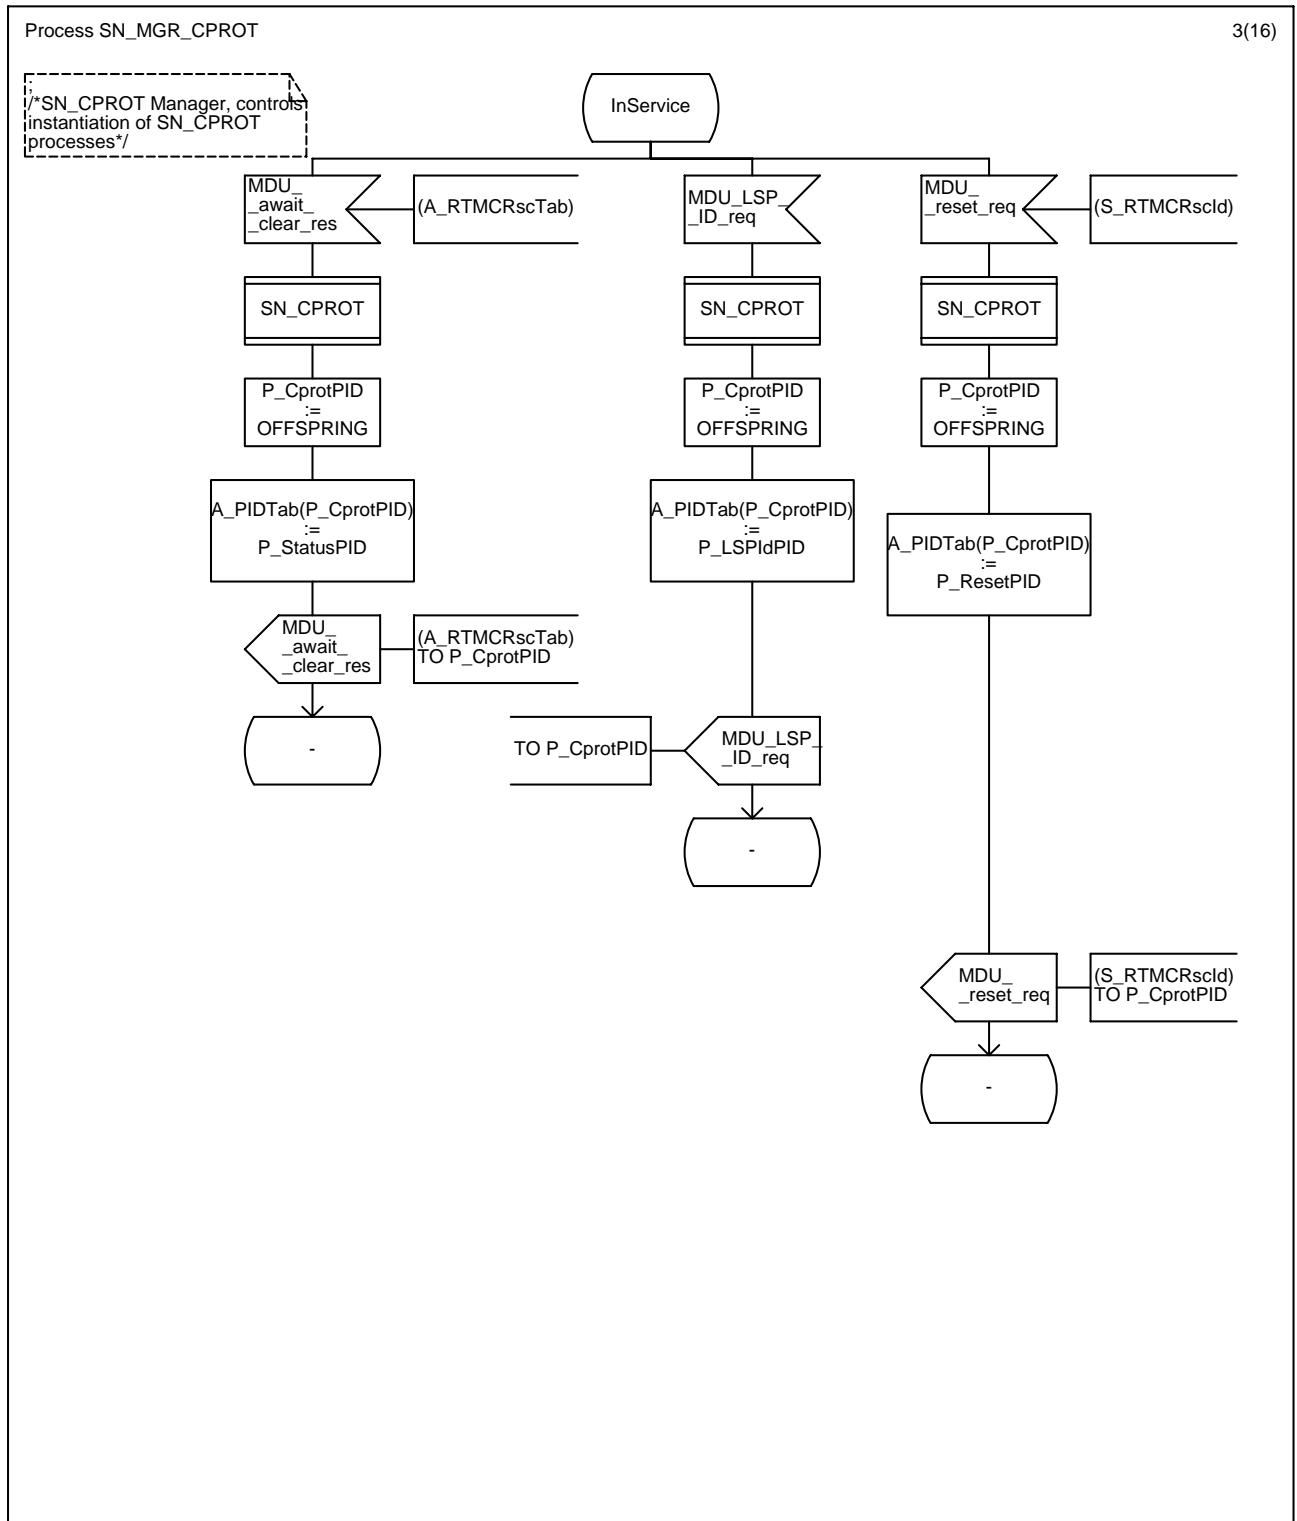 Process SN_MGR_CPROT
3(16)
;
/*SN_CPROT Manager, controls
instantiation of SN_CPROT
processes*/
InService
MDU_
_await_
_clear_res
(A_RTMCRscTab)
MDU_LSP_
_ID_req
MDU_
_reset_req
(S_RTMCRscId)
SN_CPROT
SN_CPROT
SN_CPROT
P_CprotPID
:=
OFFSPRING
P_CprotPID
:=
OFFSPRING
P_CprotPID
:=
OFFSPRING
A_PIDTab(P_CprotPID)
:=
P_StatusPID
A_PIDTab(P_CprotPID)
:=
P_LSPIdPID
A_PIDTab(P_CprotPID)
:=
P_ResetPID
MDU_
_await_
_clear_res
(A_RTMCRscTab)
TO P_CprotPID
-
TO P_CprotPID
MDU_LSP_
_ID_req
-
MDU_
_reset_req
(S_RTMCRscId)
TO P_CprotPID
-